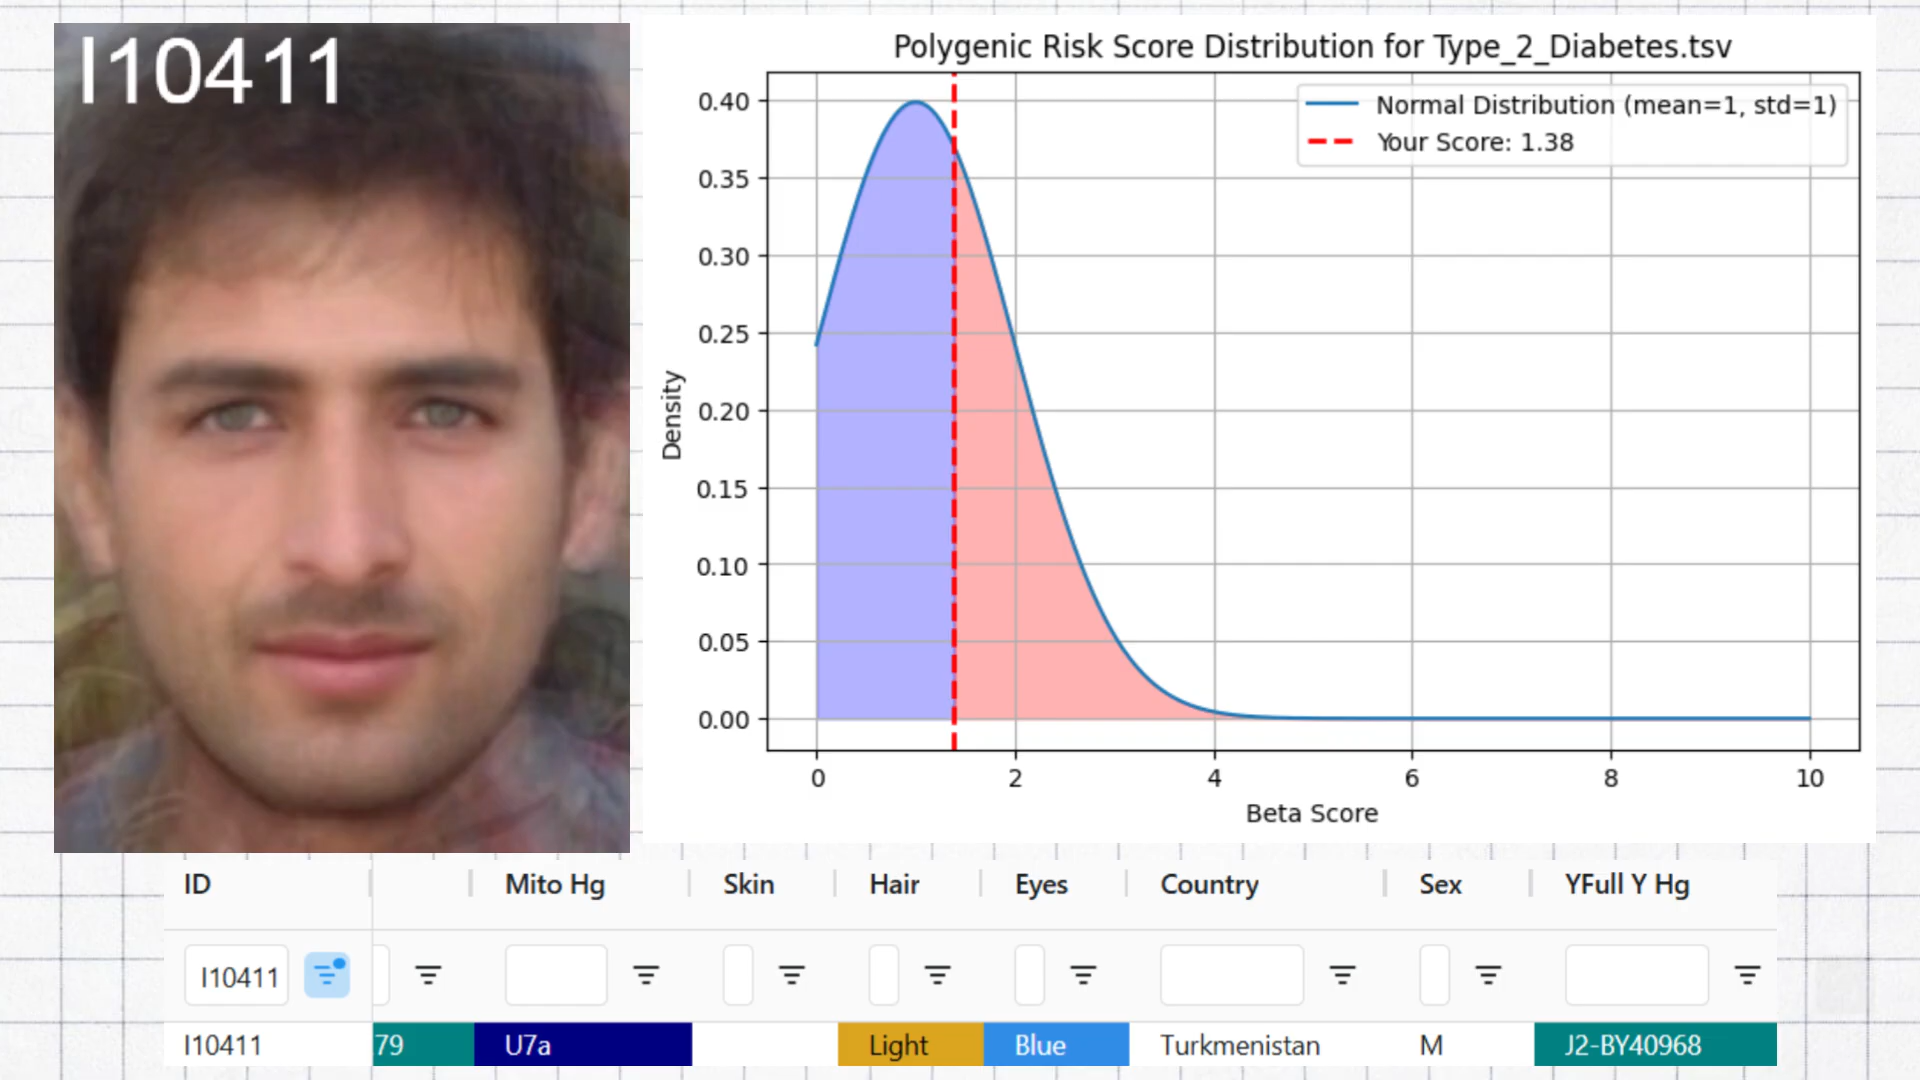 I10411
Polygenic Risk Score Distribution for Type_2_Diabetes.tsv
Normal Distribution (mean=1, std=1)
Your Score: 1.38
0.40
0.35
0.30
0.25
0.20
0.15
0.10
0.05
0.00
Density
0 2 4 6 8 10
Beta Score
ID Mito Hg Skin Hair Eyes Country Sex YFull Y Hg
I10411
I10411 79 U7a Light Blue Turkmenistan M J2-BY40968